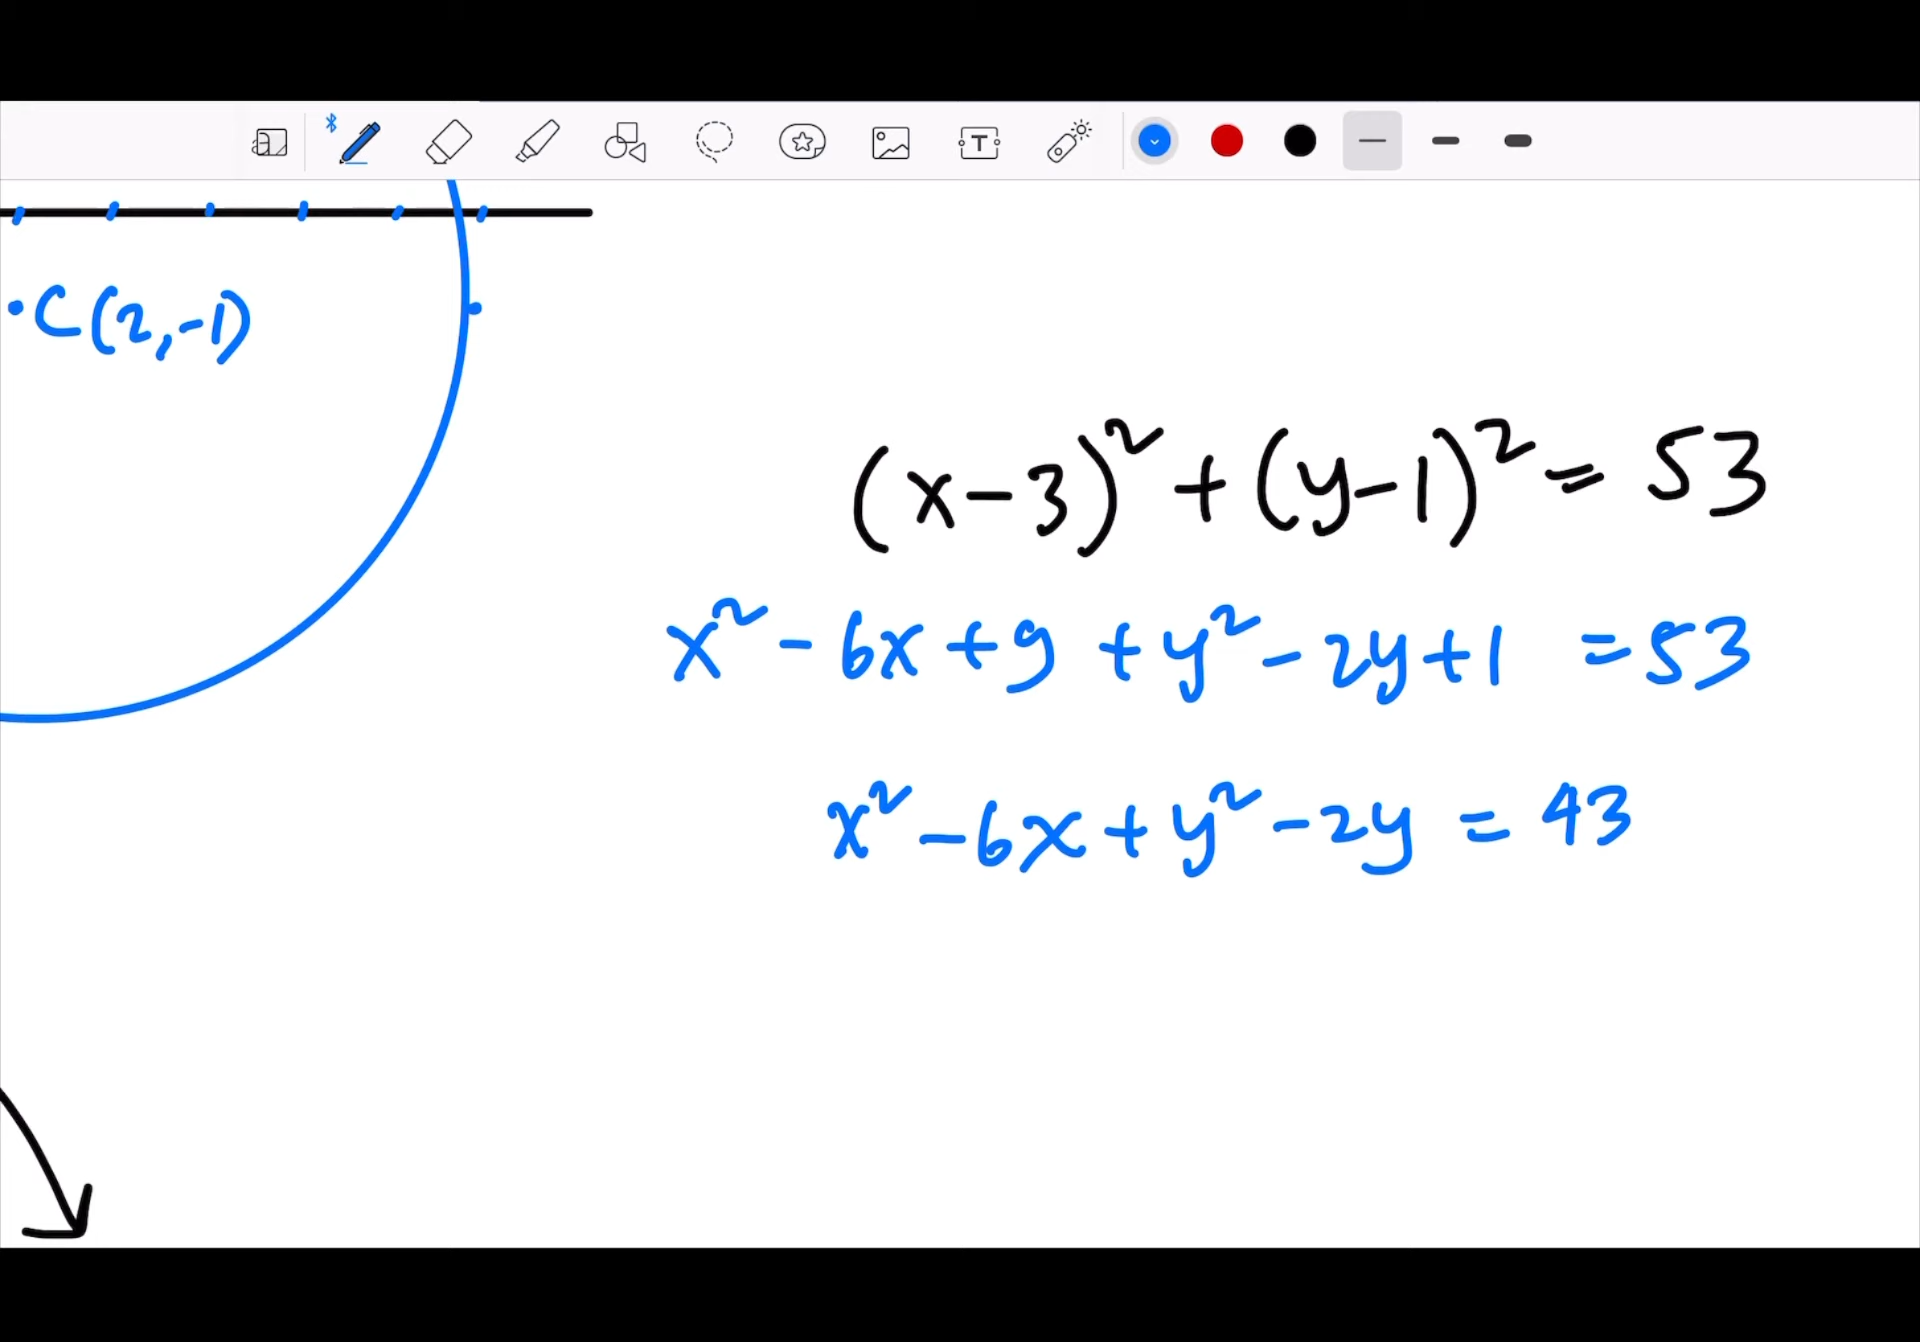 T
C(2,-1)
(x-3)² + (y-1)² = 53
x² - 6x + 9 + y² - 2y + 1 = 53
x² - 6x + y² - 2y = 43